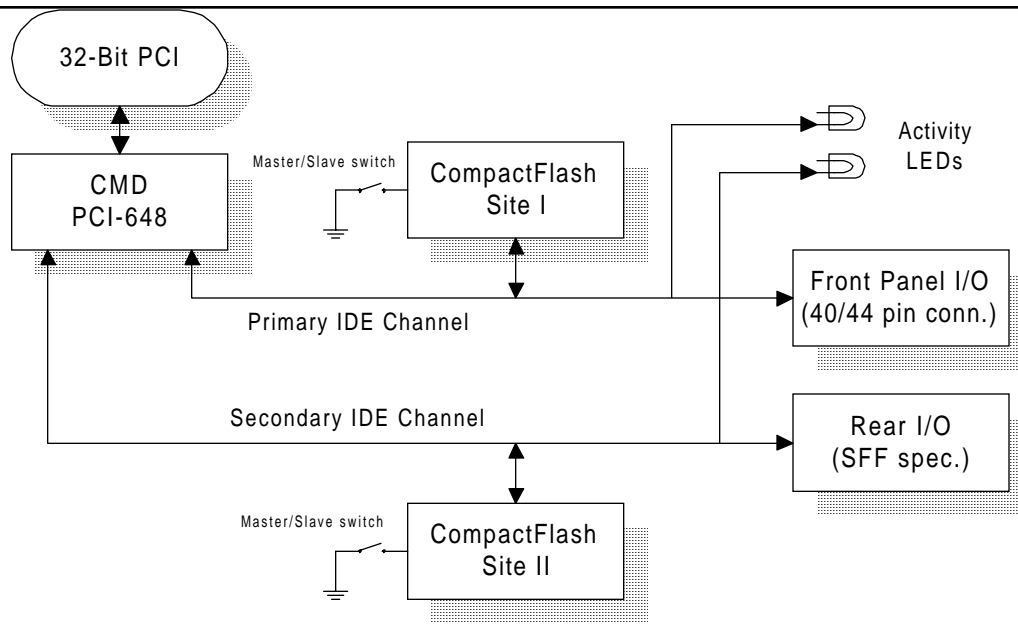 32-Bit PCI
CMD
PCI-648
Master/Slave switch
CompactFlash
Site I
Activity
LEDs
Front Panel I/O
(40/44 pin conn.)
Primary IDE Channel
Secondary IDE Channel
Rear I/O
(SFF spec.)
Master/Slave switch
CompactFlash
Site II